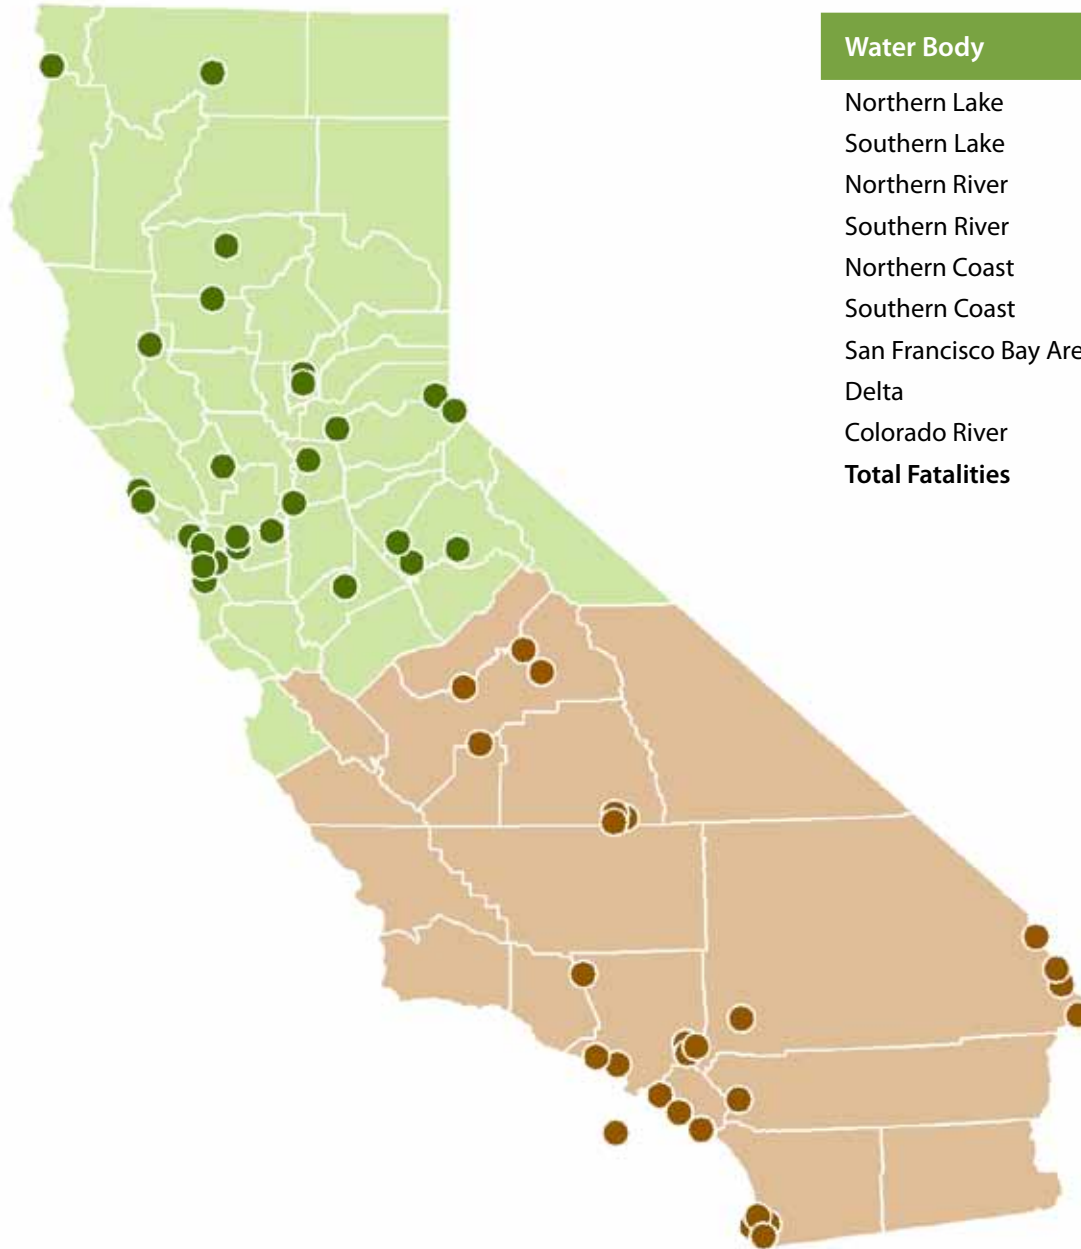 Water Body
Northern Lake
Southern Lake
Northern River
Southern River
Northern Coast
Southern Coast
San Francisco Bay Are
Delta
Colorado River
Total Fatalities